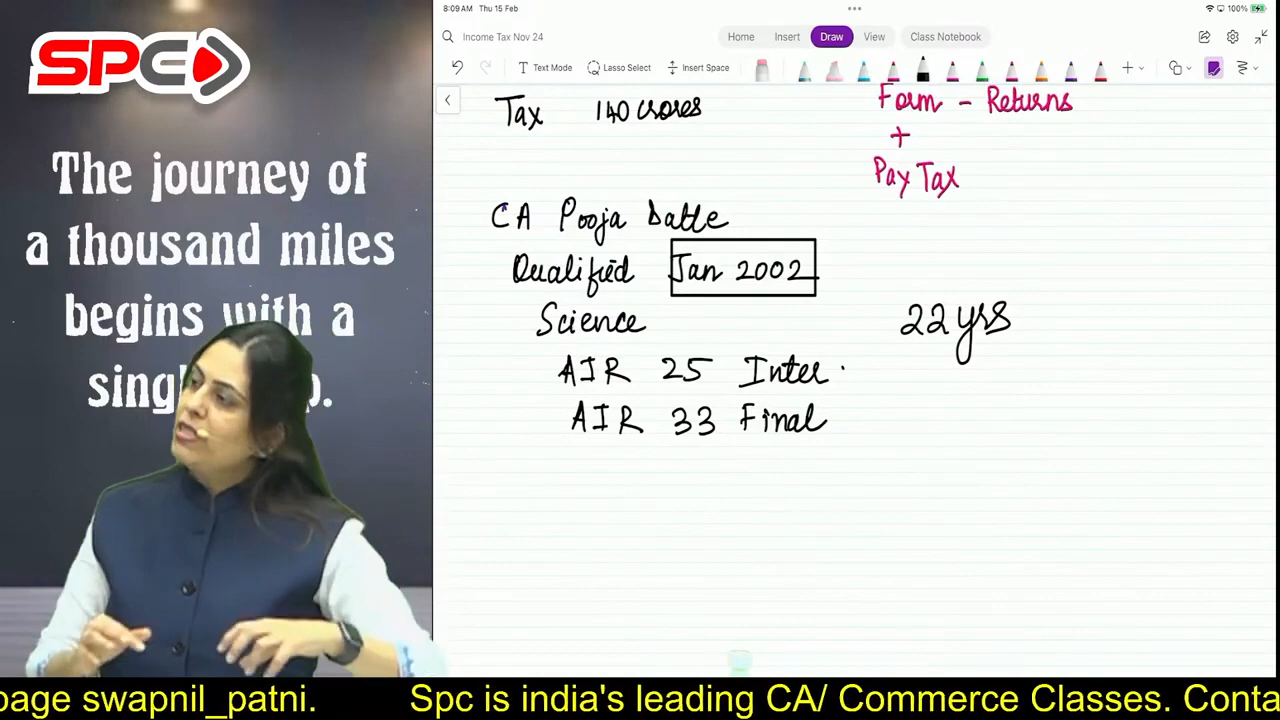 8:09 AM Thu 15 Feb
100%
SPC
Income Tax Nov 24
Home Insert Draw View Class Notebook
Text Mode Lasso Select Insert Space
Tax 140 crores
Form - Returns
+
Pay Tax
The journey of
a thousand miles
begins with a
CA Pooja Datte
Qualified Jan 2002
Science 22 yrs
AIR 25 Inter
AIR 33 Final
page swapnil_patni. Spc is india's leading CA/ Commerce Classes. Conta